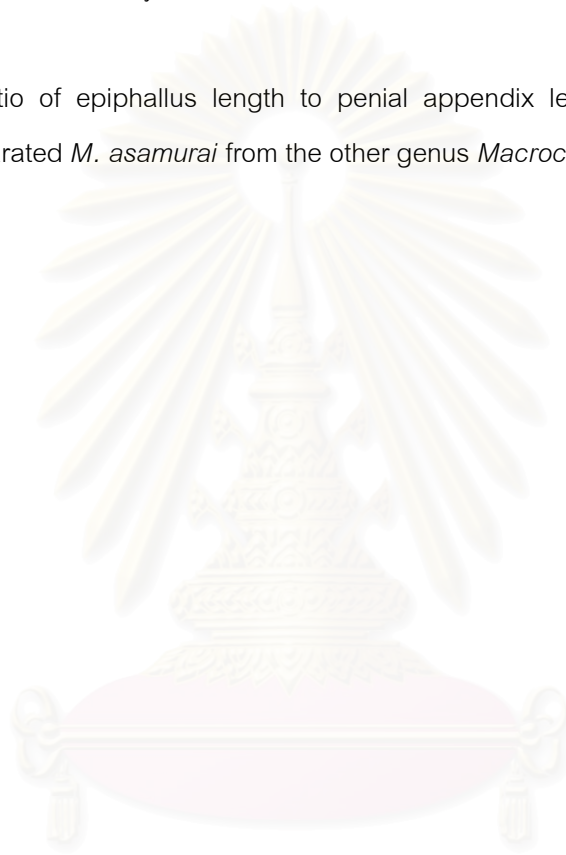 tio of epiphallus length to penial appendix le
rated M. asamurai from the other genus Macroc